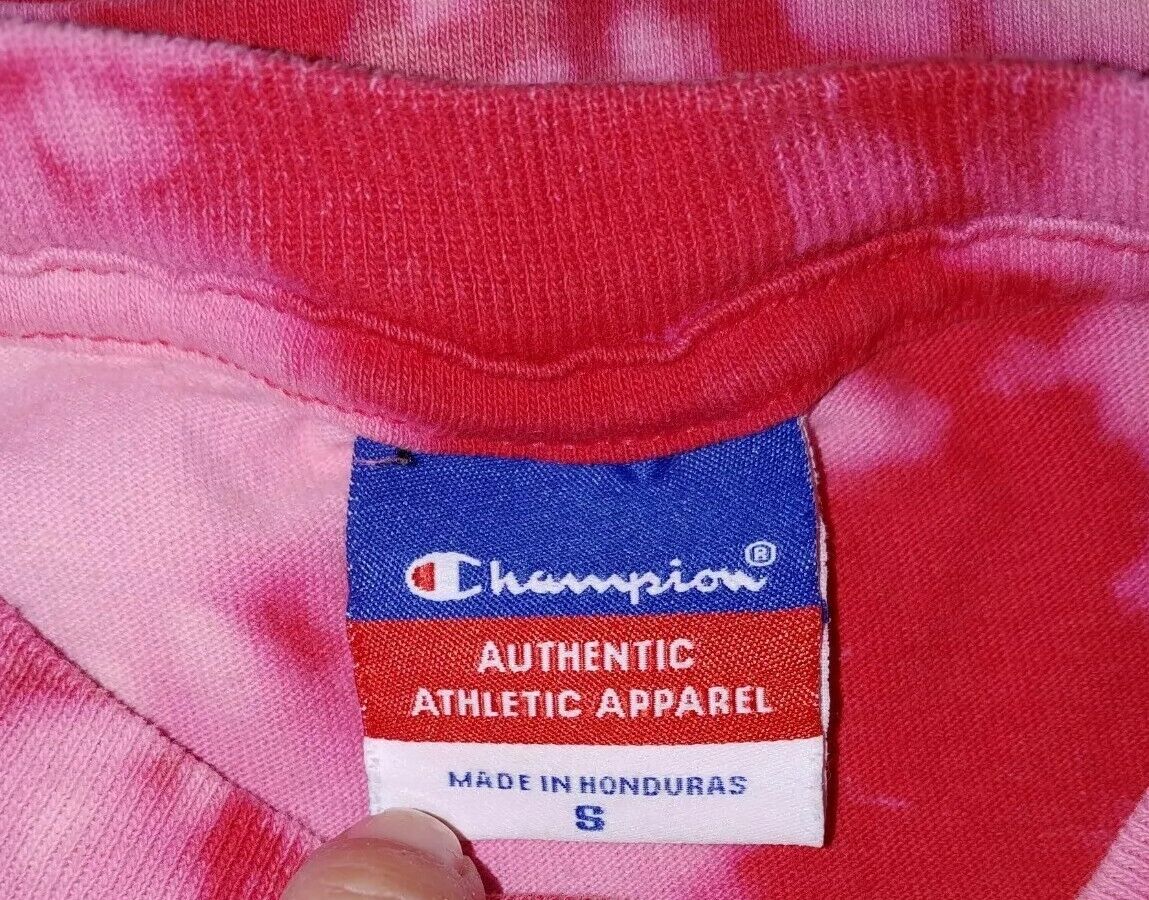 Champion®
AUTHENTIC
ATHLETIC APPAREL
MADE IN HONDURAS
S